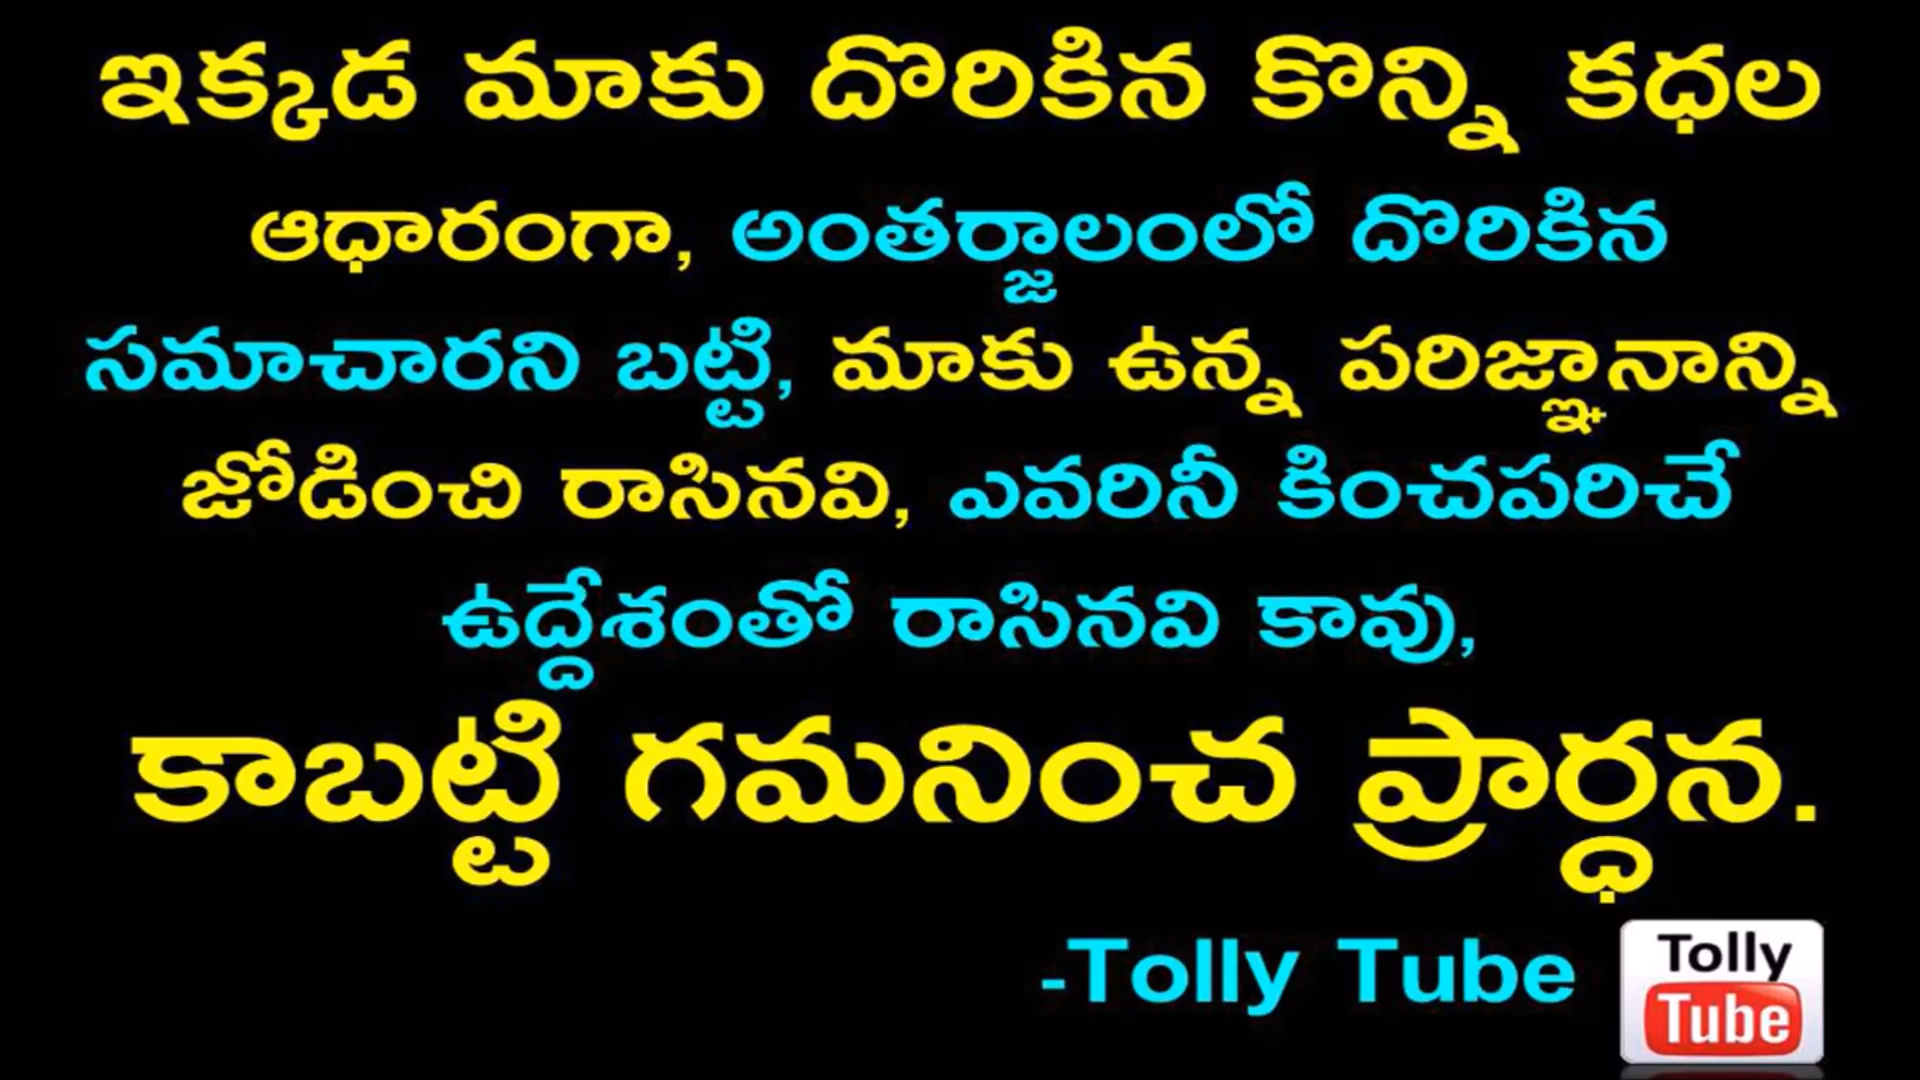 ఇక్కడ మాకు దొరికిన కొన్ని కధల
ఆధారంగా, అంతర్జాలంలో దొరికిన
సమాచారని బట్టి, మాకు ఉన్న పరిజ్ఞానాన్ని
జోడించి రాసినవి, ఎవరినీ కించపరిచే
ఉద్దేశంతో రాసినవి కావు,
కాబట్టి గమనించ ప్రార్ధన.
-Tolly Tube
Tolly
Tube